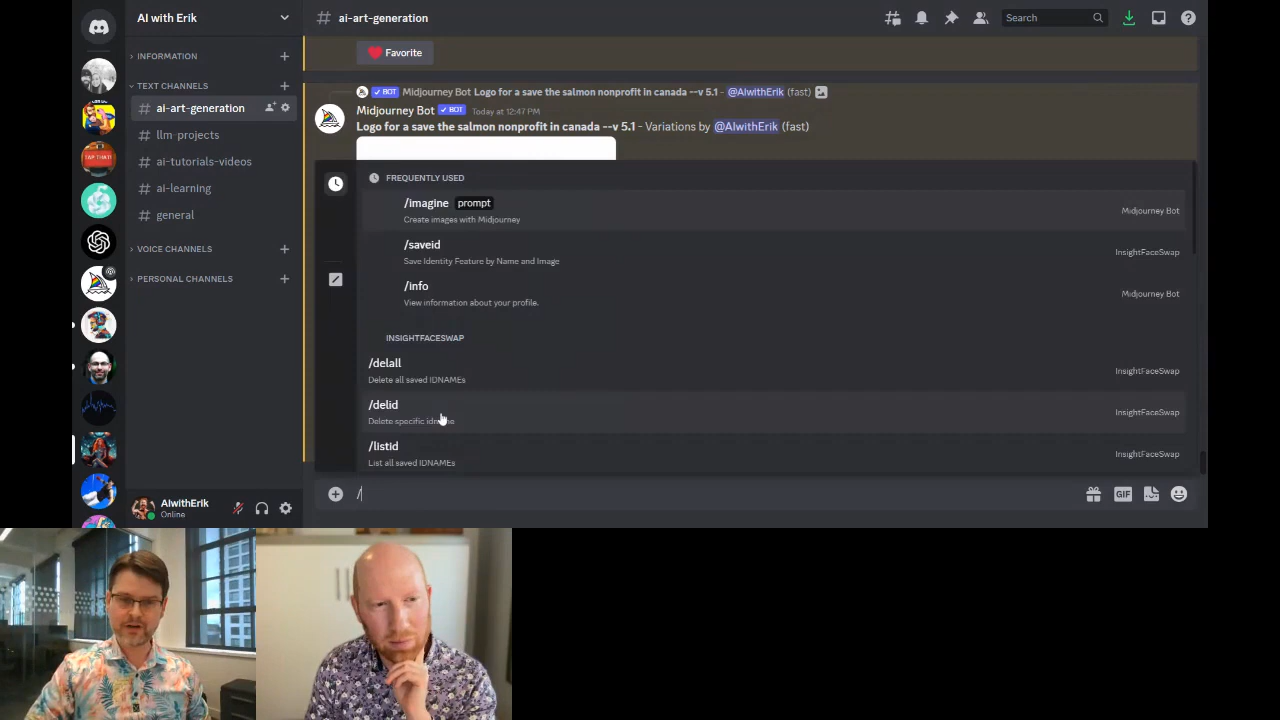 AI with Erik
# ai-art-generation
Search
INFORMATION
TEXT CHANNELS
# ai-art-generation
# llm-projects
# ai-tutorials-videos
# ai-learning
# general
VOICE CHANNELS
PERSONAL CHANNELS
AIwithErik
Online
Favorite
BOT Midjourney Bot Logo for a save the salmon nonprofit in canada --v 5.1 - @AIwithErik (fast)
Midjourney Bot BOT Today at 12:47 PM
Logo for a save the salmon nonprofit in canada --v 5.1 - Variations by @AIwithErik (fast)
FREQUENTLY USED
/imagine prompt
Create images with Midjourney
Midjourney Bot
/saveid
Save Identity Feature by Name and Image
InsightFaceSwap
/info
View information about your profile.
Midjourney Bot
INSIGHTFACESWAP
/delall
Delete all saved IDNAMEs
InsightFaceSwap
/delid
Delete specific
InsightFaceSwap
/listid
List all saved IDNAMEs
InsightFaceSwap
/
GIF